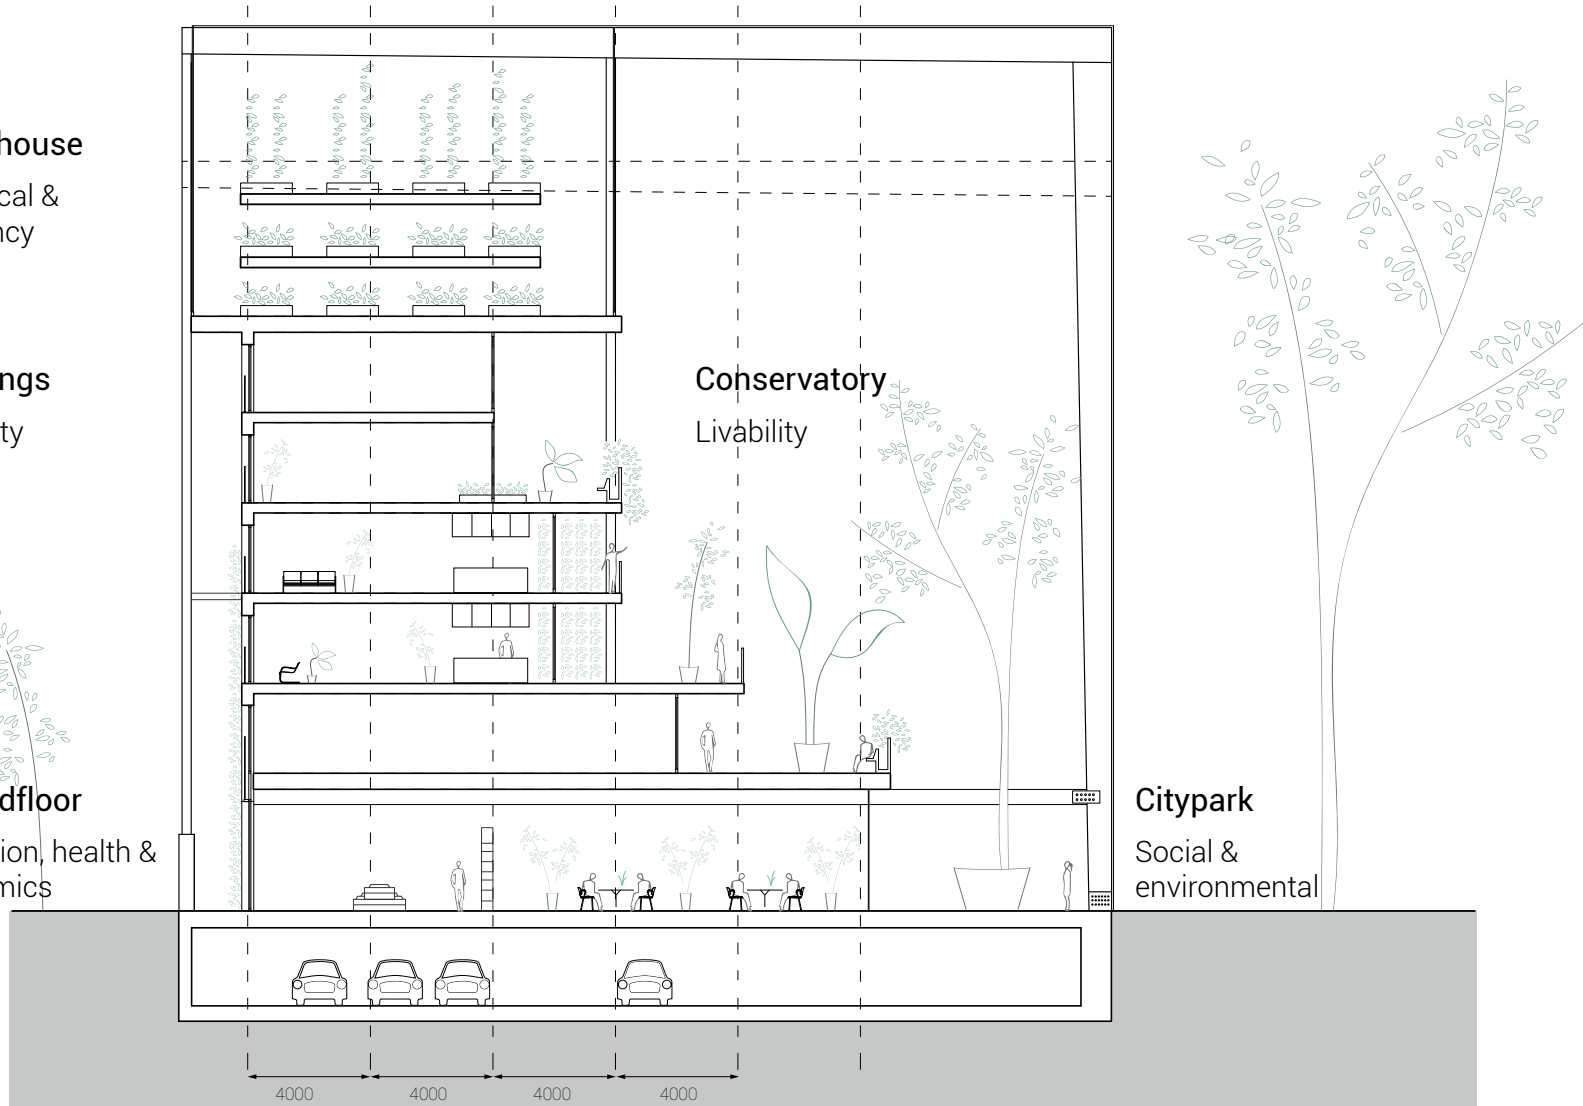 house
cal &
ncy
ngs
ty
Conservatory
Livability
dfloor
ion, health &
mics
Citypark
Social &
environmental
4000
4000
4000
4000